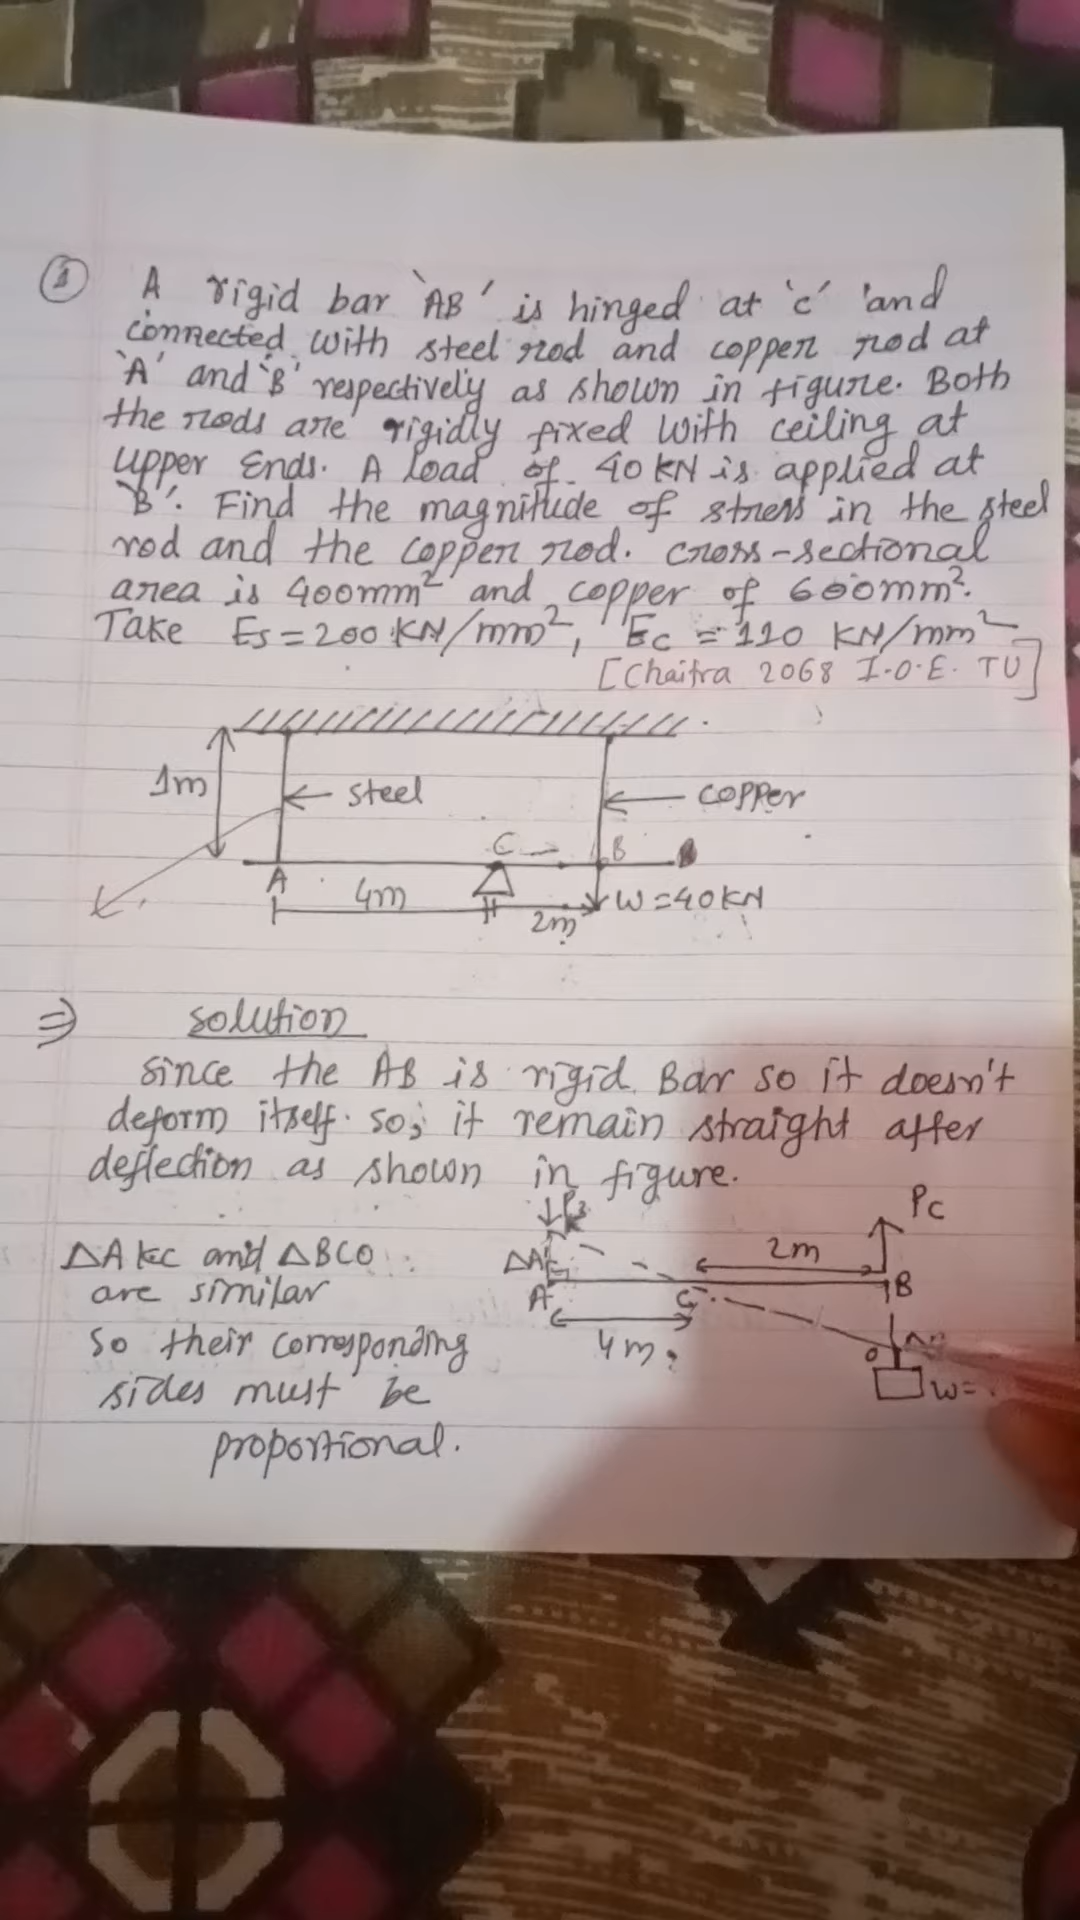 1
A rigid bar 'AB' is hinged at 'c' 'and
connected with steel rod and copper rod at
'A' and 'B' respectively as shown in figure. Both
the rods are rigidly fixed with ceiling at
upper Ends. A load of 40 KN is applied at
'B'. Find the magnitude of stress in the steel
rod and the copper rod. cross-sectional
area is 400mm² and copper of 600mm².
Take Es = 200 KN/mm², Ec = 110 KN/mm²
[Chaitra 2068 I.O.E. TU]
1m
steel
copper
C
B
A
4m
2m
W=40KN
⇒ solution
since the AB is rigid Bar so it doesn't
deform itself. so, it remain straight after
deflection as shown in figure.
Pc
ΔAkc and ΔBCO
are similar
so their corresponding
sides must be
proportional.
2m
A
C
B
4m
O
W=